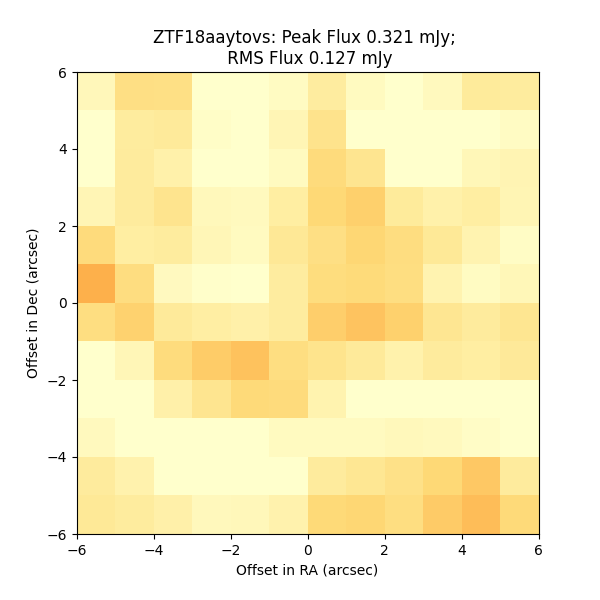 ZTF18aaytovs: Peak Flux 0.321 mJy;
RMS Flux 0.127 mJy
6
4
2
0
−2
−4
−6
Offset in Dec (arcsec)
−6 −4 −2 0 2 4 6
Offset in RA (arcsec)